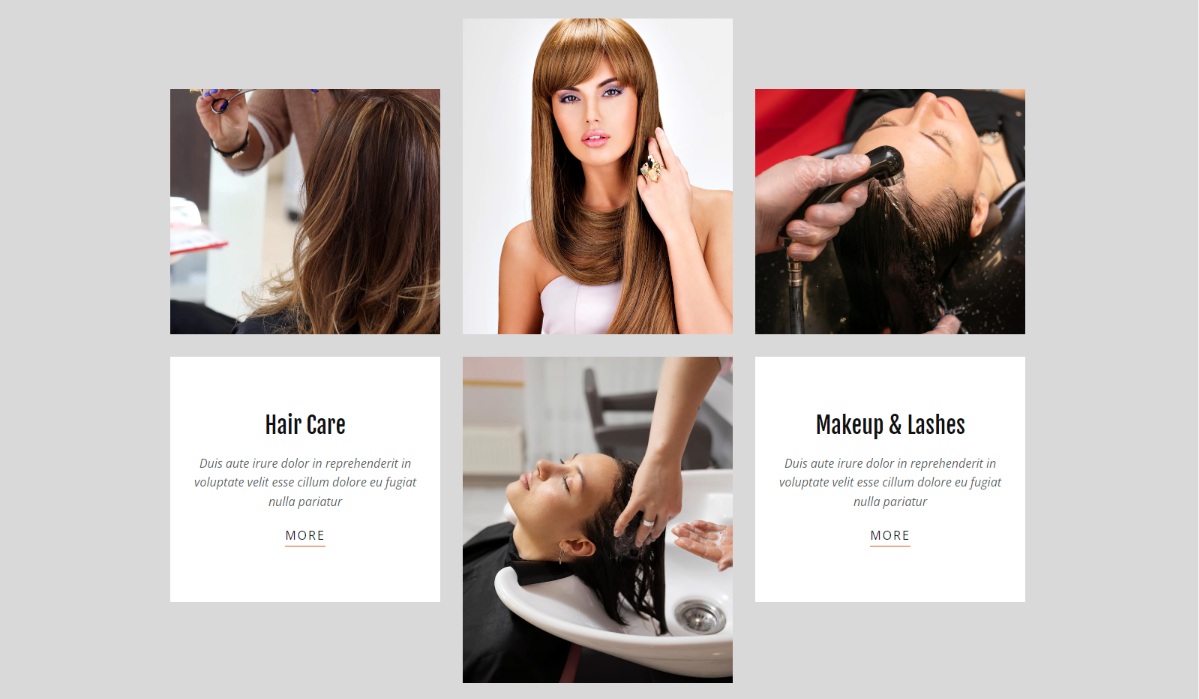 Hair Care
Duis aute irure dolor in reprehenderit in
voluptate velit esse cillum dolore eu fugiat
nulla pariatur
MORE
Makeup & Lashes
Duis aute irure dolor in reprehenderit in
voluptate velit esse cillum dolore eu fugiat
nulla pariatur
MORE